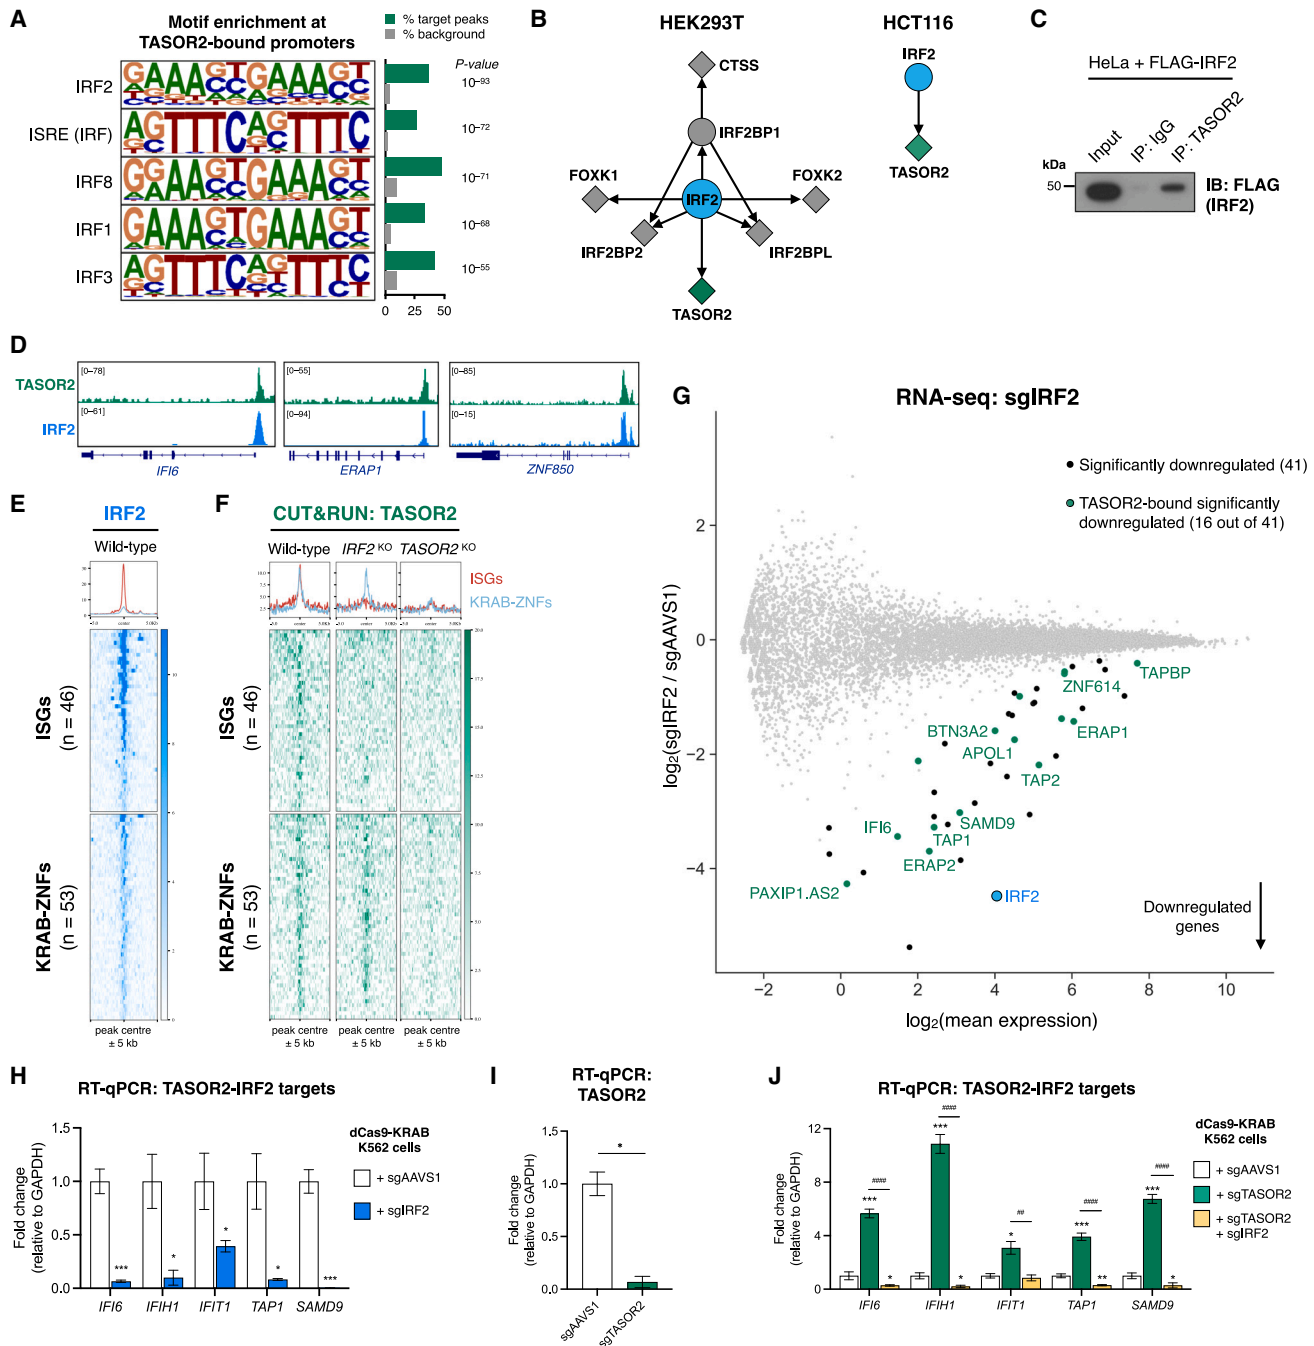 A
Motif enrichment at
TASOR2-bound promoters
% target peaks
% background
P-value
IRF2
10⁻⁹³
ISRE (IRF)
10⁻⁷²
IRF8
10⁻⁷¹
IRF1
10⁻⁶⁸
IRF3
10⁻⁵⁵
0 25 50
B
HEK293T
HCT116
CTSS
IRF2BP1
FOXK1
FOXK2
IRF2
IRF2BP2
IRF2BPL
TASOR2
IRF2
TASOR2
C
HeLa + FLAG-IRF2
Input
IP: IgG
IP: TASOR2
kDa
50
IB: FLAG
(IRF2)
D
TASOR2
IRF2
[0–78]
[0–61]
IFI6
[0–55]
[0–94]
ERAP1
[0–85]
[0–15]
ZNF850
E
IRF2
Wild-type
ISGs
(n = 46)
KRAB-ZNFs
(n = 53)
peak centre
± 5 kb
F
CUT&RUN: TASOR2
Wild-type IRF2 KO TASOR2 KO
ISGs
KRAB-ZNFs
ISGs
(n = 46)
KRAB-ZNFs
(n = 53)
peak centre
± 5 kb
peak centre
± 5 kb
peak centre
± 5 kb
G
RNA-seq: sgIRF2
Significantly downregulated (41)
TASOR2-bound significantly
downregulated (16 out of 41)
log₂(sgIRF2 / sgAAVS1)
2
0
−2
−4
TAPBP
ZNF614
ERAP1
BTN3A2
APOL1
TAP2
SAMD9
IFI6
TAP1
ERAP2
PAXIP1.AS2
IRF2
Downregulated
genes
−2 0 2 4 6 8 10
log₂(mean expression)
H
RT-qPCR: TASOR2-IRF2 targets
Fold change
(relative to GAPDH)
1.5
1.0
0.5
0.0
*** * * * ***
IFI6 IFIH1 IFIT1 TAP1 SAMD9
dCas9-KRAB
K562 cells
+ sgAAVS1
+ sgIRF2
I
RT-qPCR:
TASOR2
Fold change
(relative to GAPDH)
1.5
1.0
0.5
0.0
*
sgAAVS1
sgTASOR2
J
RT-qPCR: TASOR2-IRF2 targets
Fold change
(relative to GAPDH)
12
8
4
0
#### #### ## #### ####
*** *** * *** ***
* * ** *
IFI6 IFIH1 IFIT1 TAP1 SAMD9
dCas9-KRAB
K562 cells
+ sgAAVS1
+ sgTASOR2
+ sgTASOR2
+ sgIRF2